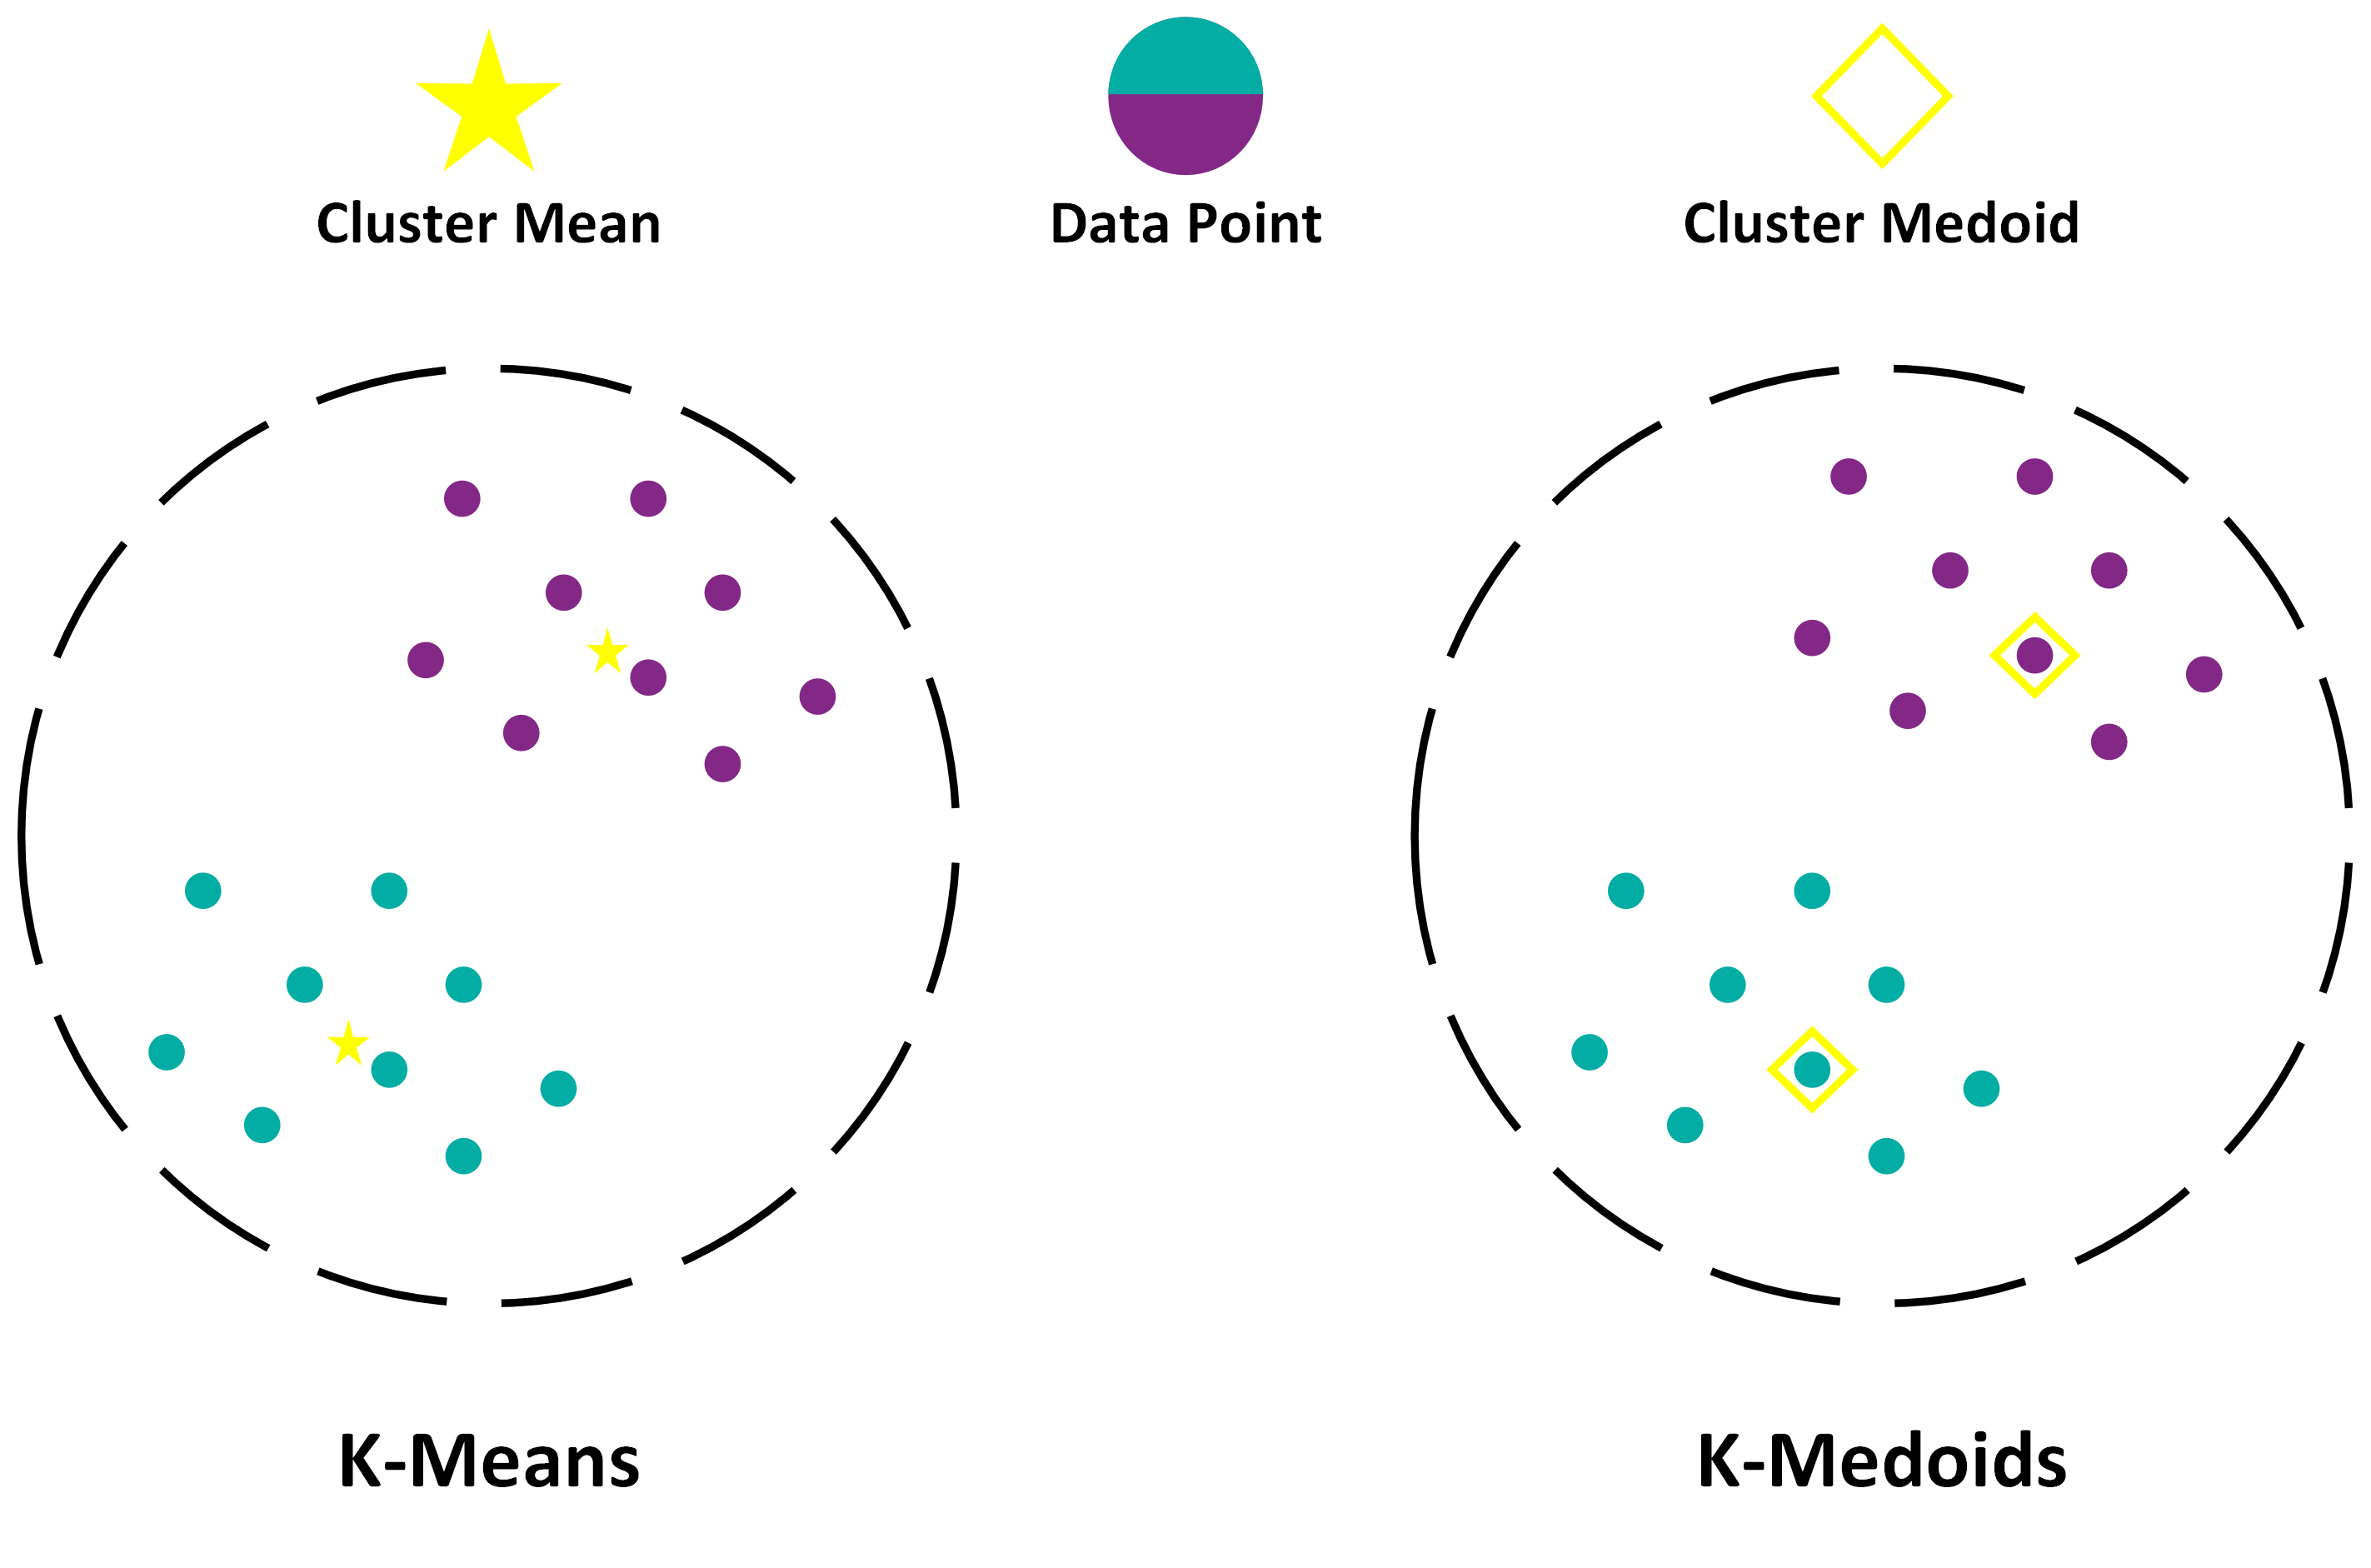 Cluster Mean
Data Point
Cluster Medoid
K-Means
K-Medoids